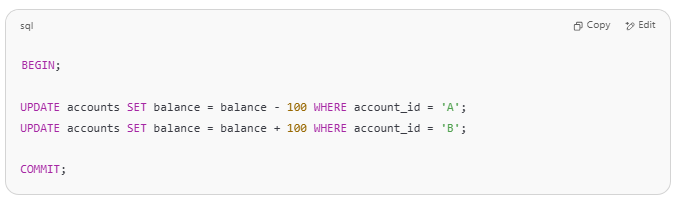 sql
Copy
Edit
BEGIN;
UPDATE accounts SET balance = balance - 100 WHERE account_id = 'A';
UPDATE accounts SET balance = balance + 100 WHERE account_id = 'B';
COMMIT;